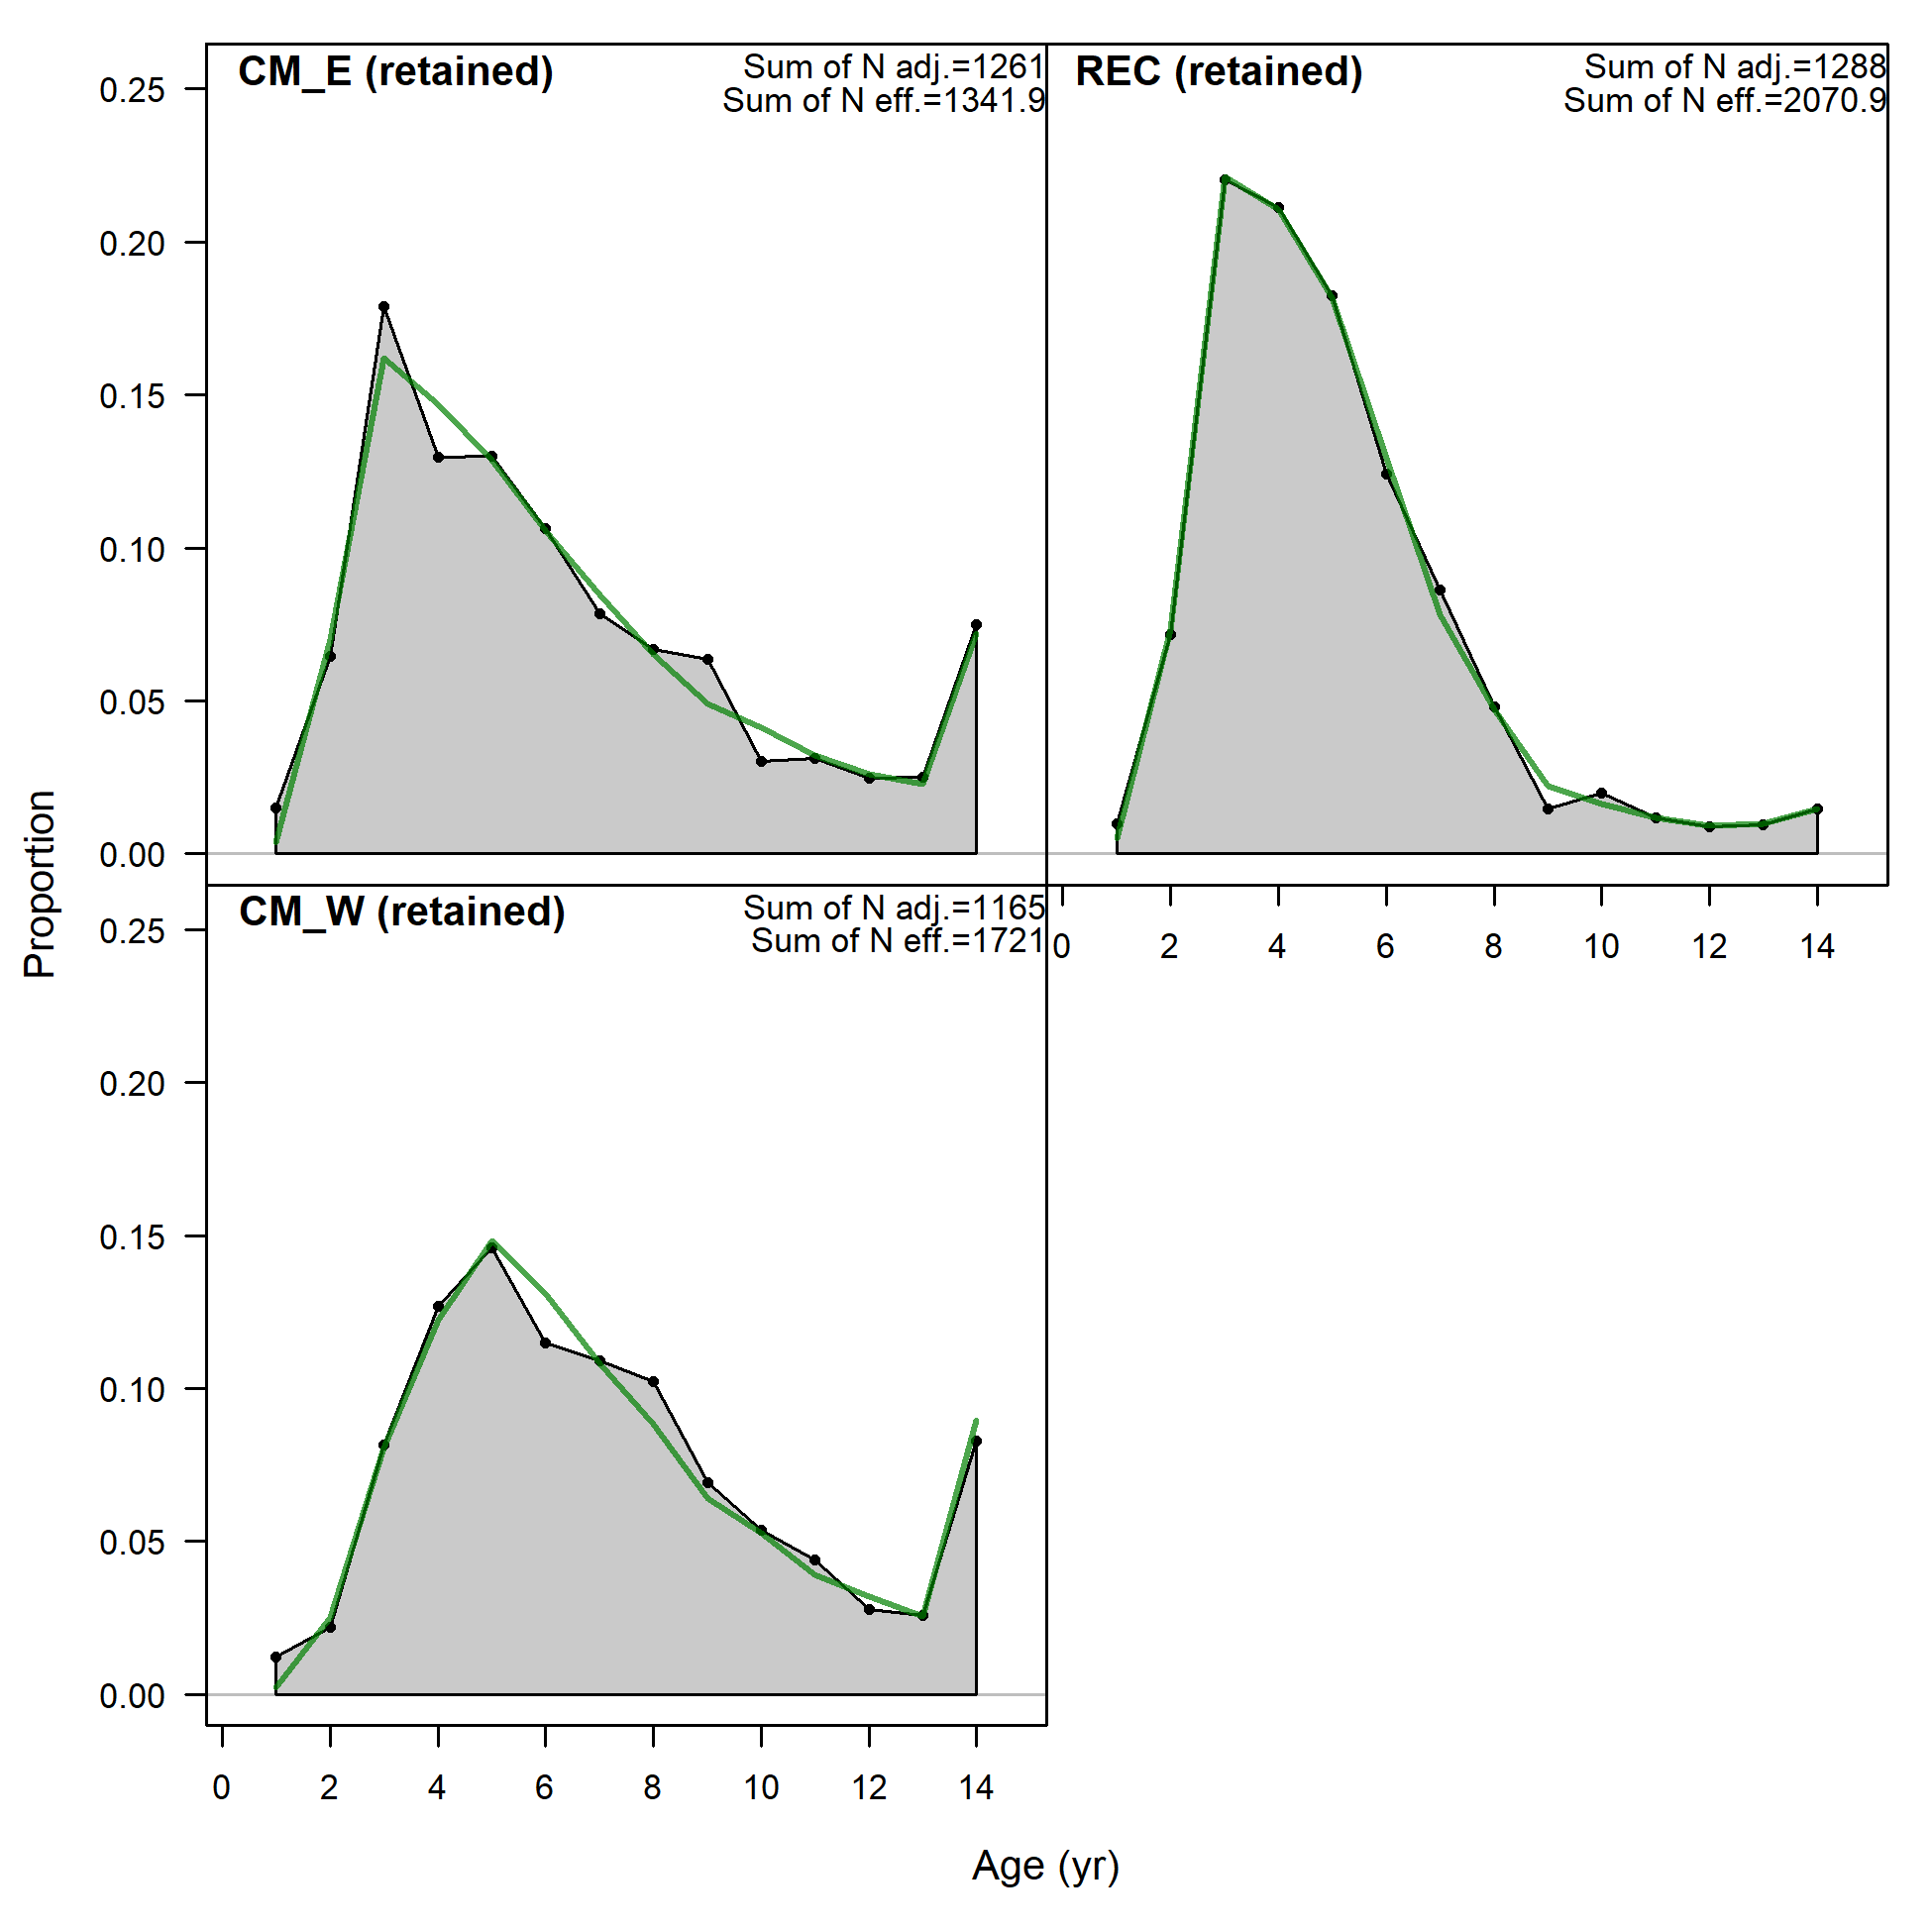 CM_E (retained)
Sum of N adj.=1261
Sum of N eff.=1341.9
REC (retained)
Sum of N adj.=1288
Sum of N eff.=2070.9
0.25
0.20
0.15
0.10
0.05
0.00
CM_W (retained)
Sum of N adj.=1165
Sum of N eff.=1721
0 2 4 6 8 10 12 14
0.25
0.20
0.15
0.10
0.05
0.00
0 2 4 6 8 10 12 14
Proportion
Age (yr)